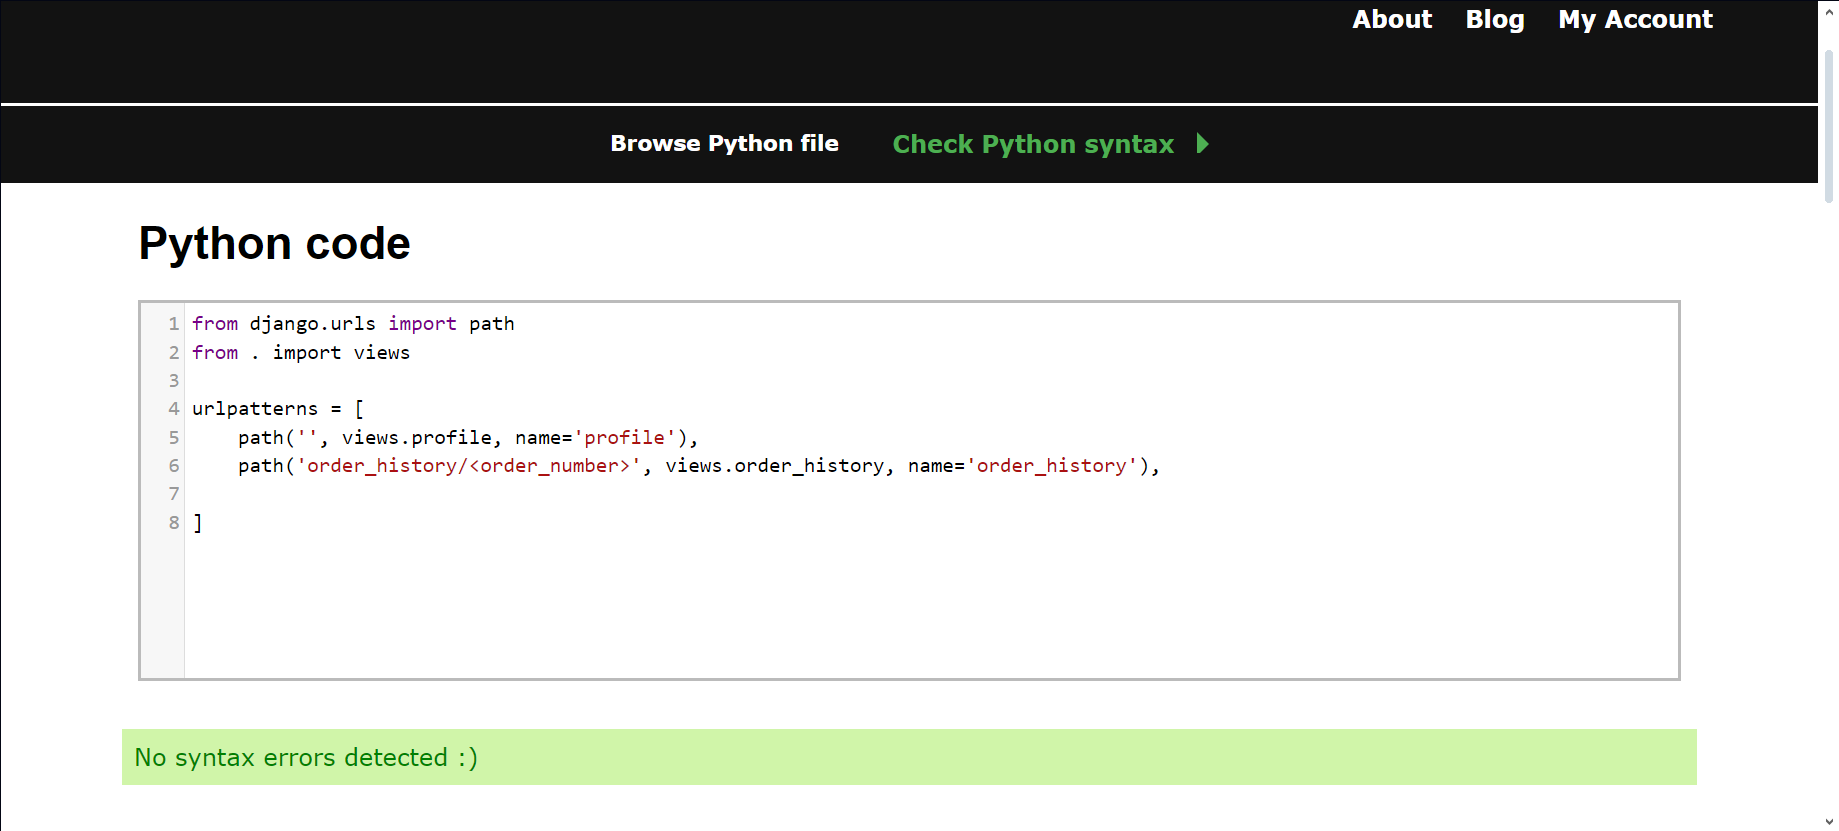 About Blog My Account
Browse Python file Check Python syntax
Python code
1 from django.urls import path
2 from . import views
3
4 urlpatterns = [
5     path('', views.profile, name='profile'),
6     path('order_history/<order_number>', views.order_history, name='order_history'),
7
8 ]
No syntax errors detected :)